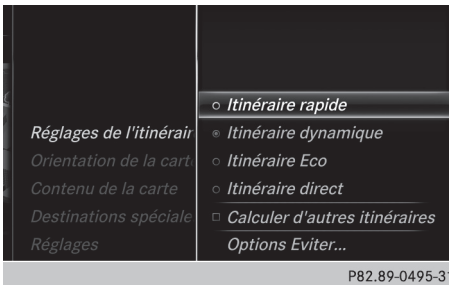 Itinéraire rapide
Réglages de l'itinérair
Itinéraire dynamique
Orientation de la cart
Itinéraire Eco
Contenu de la carte
Itinéraire direct
Destinations spéciale
Calculer d'autres itinéraires
Réglages
Options Eviter...
P82.89-0495-31